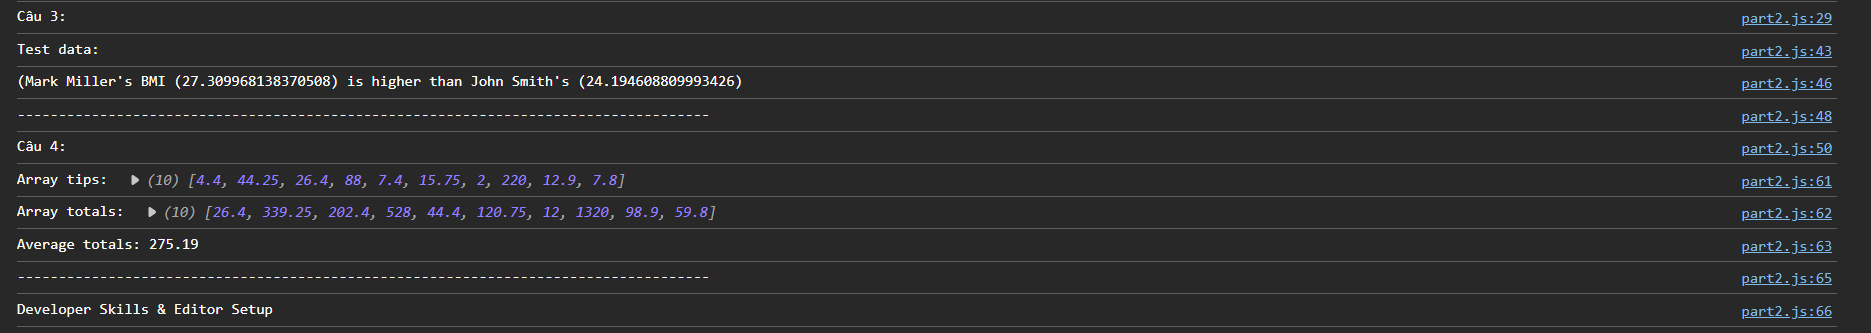 Câu 3: part2.js:29
Test data: part2.js:43
(Mark Miller's BMI (27.309968138370508) is higher than John Smith's (24.194608809993426) part2.js:46
------------------------------------------------------------------------------------ part2.js:48
Câu 4: part2.js:50
Array tips: ▶ (10) [4.4, 44.25, 26.4, 88, 7.4, 15.75, 2, 220, 12.9, 7.8] part2.js:61
Array totals: ▶ (10) [26.4, 339.25, 202.4, 528, 44.4, 120.75, 12, 1320, 98.9, 59.8] part2.js:62
Average totals: 275.19 part2.js:63
------------------------------------------------------------------------------------ part2.js:65
Developer Skills & Editor Setup part2.js:66